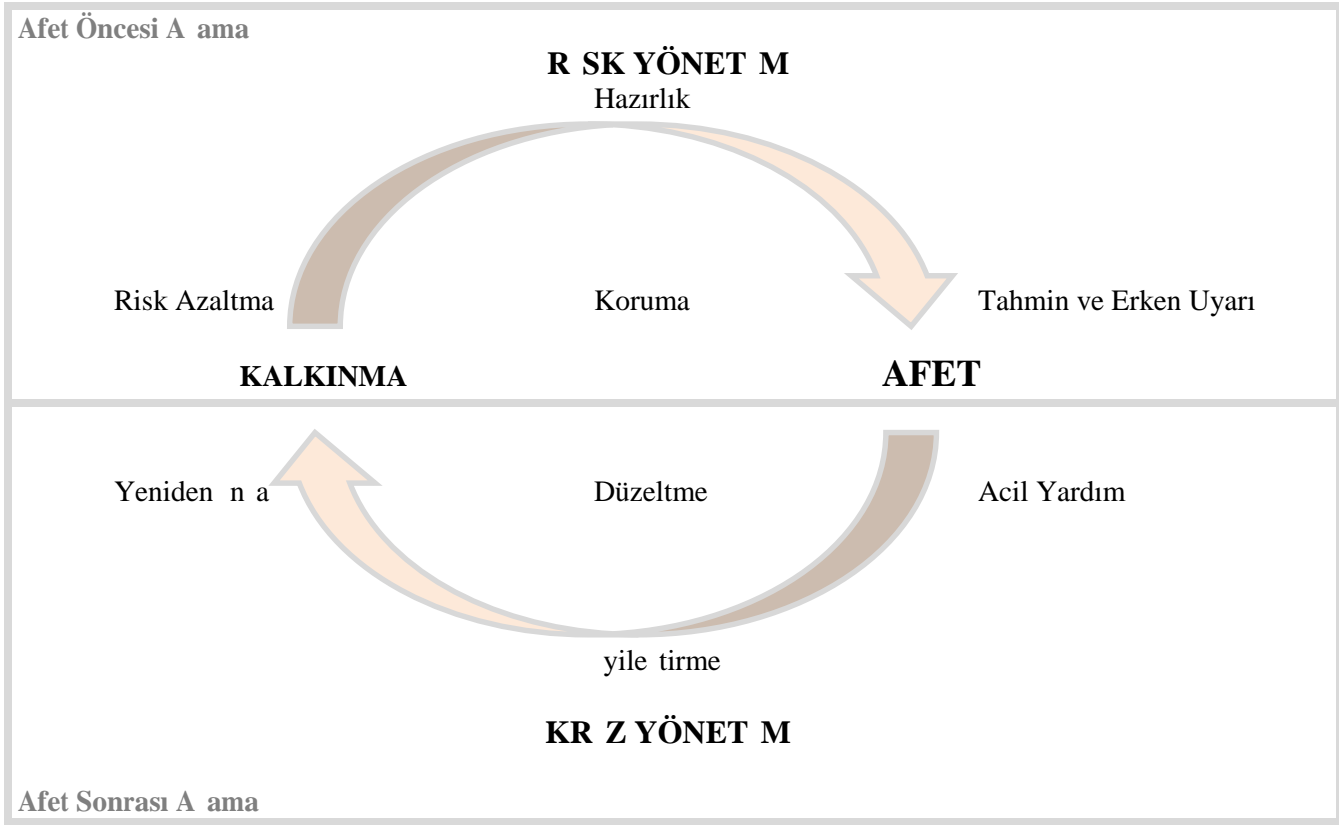 Afet Öncesi A ama
R SK YÖNET M
Hazırlık
Risk Azaltma Koruma Tahmin ve Erken Uyarı
KALKINMA AFET
Yeniden n a Düzeltme Acil Yardım
yile tirme
KR Z YÖNET M
Afet Sonrası A ama